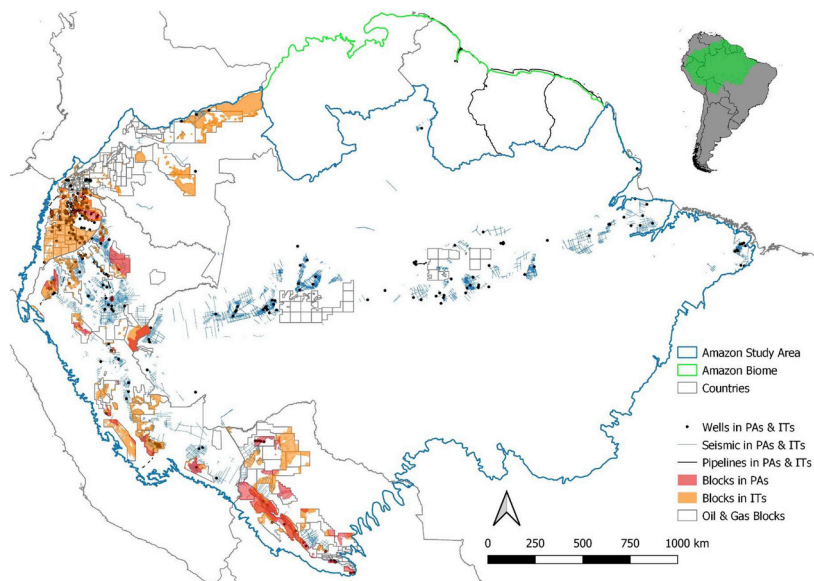 Amazon Study Area
Amazon Biome
Countries
Wells in PAs & ITs
Seismic in PAs & ITs
Pipelines in PAs & ITs
Blocks in PAs
Blocks in ITs
Oil & Gas Blocks
0 250 500 750 1000 km